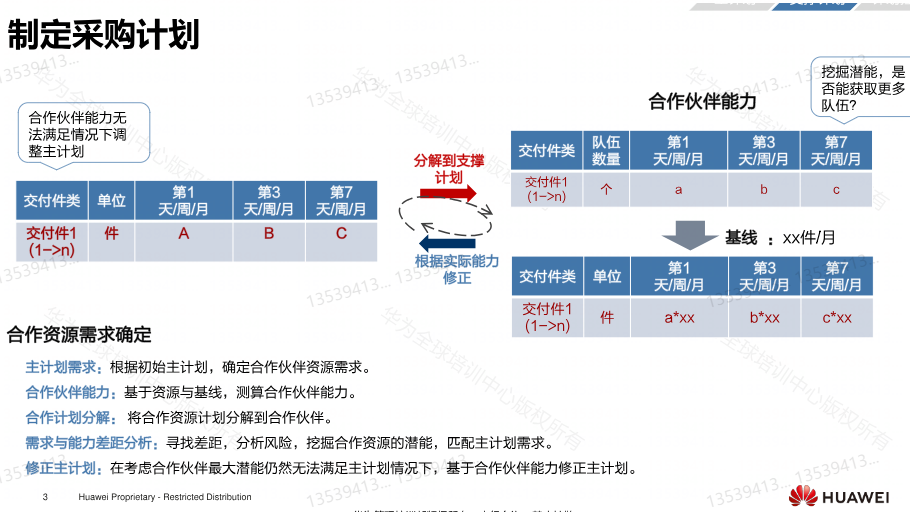 制定采购计划
合作伙伴能力无
法满足情况下调
整主计划
交付件类 单位 第1 天/周/月 第3 天/周/月 第7 天/周/月
交付件1 (1–>n) 件 A B C
分解到支撑
计划
根据实际能力
修正
合作伙伴能力
挖掘潜能，是
否能获取更多
队伍?
交付件类 队伍 数量 第1 天/周/月 第3 天/周/月 第7 天/周/月
交付件1 (1–>n) 个 a b c
基线 ：xx件/月
交付件类 单位 第1 天/周/月 第3 天/周/月 第7 天/周/月
交付件1 (1–>n) 件 a*xx b*xx c*xx
合作资源需求确定
主计划需求：根据初始主计划，确定合作伙伴资源需求。
合作伙伴能力：基于资源与基线，测算合作伙伴能力。
合作计划分解： 将合作资源计划分解到合作伙伴。
需求与能力差距分析：寻找差距，分析风险，挖掘合作资源的潜能，匹配主计划需求。
修正主计划：在考虑合作伙伴最大潜能仍然无法满足主计划情况下，基于合作伙伴能力修正主计划。
3 Huawei Proprietary - Restricted Distribution
HUAWEI
13539413...
华为全球培训中心版权所有